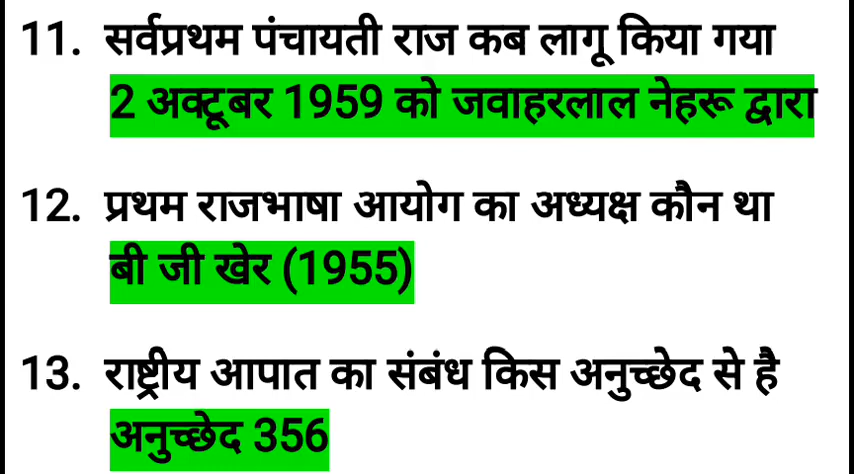 11. सर्वप्रथम पंचायती राज कब लागू किया गया
2 अक्टूबर 1959 को जवाहरलाल नेहरू द्वारा
12. प्रथम राजभाषा आयोग का अध्यक्ष कौन था
बी जी खेर (1955)
13. राष्ट्रीय आपात का संबंध किस अनुच्छेद से है
अनुच्छेद 356